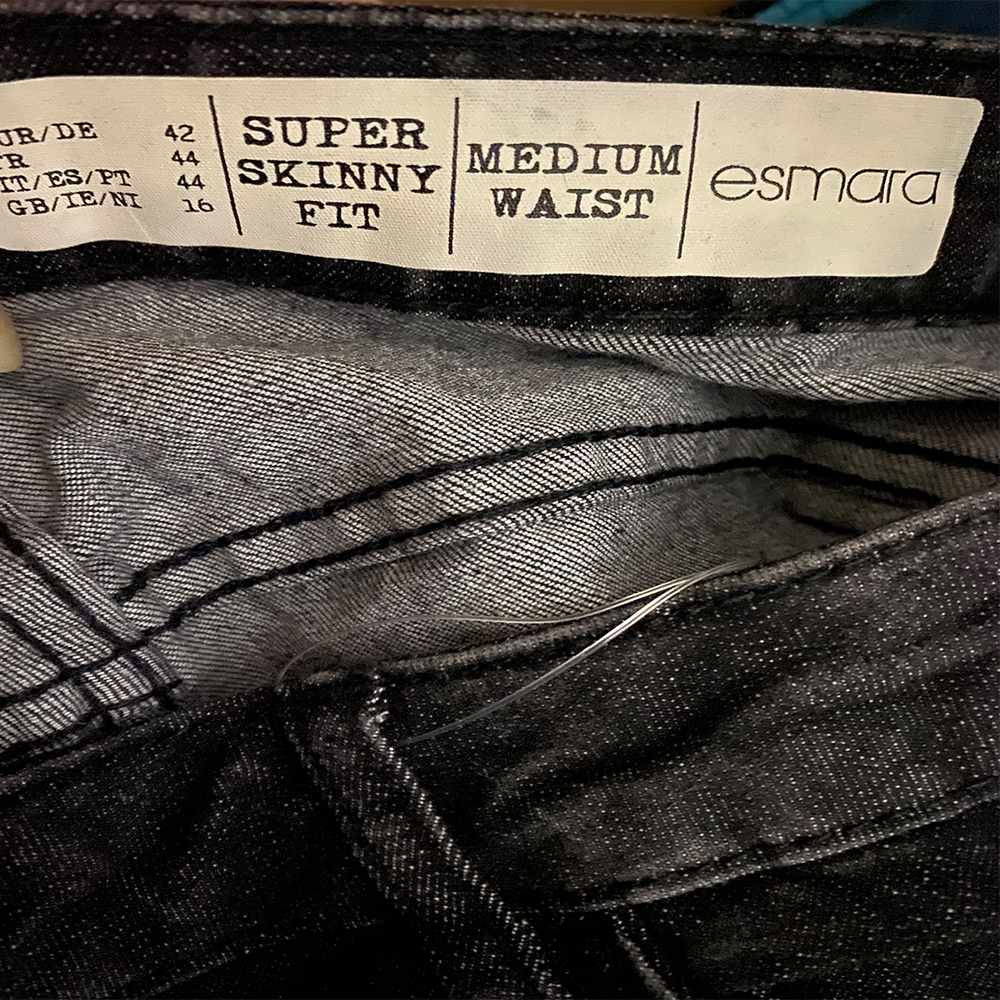 UR/DE 42
R 44
IT/ES/PT 44
GB/IE/NI 16
SUPER
SKINNY
FIT
MEDIUM
WAIST
esmara